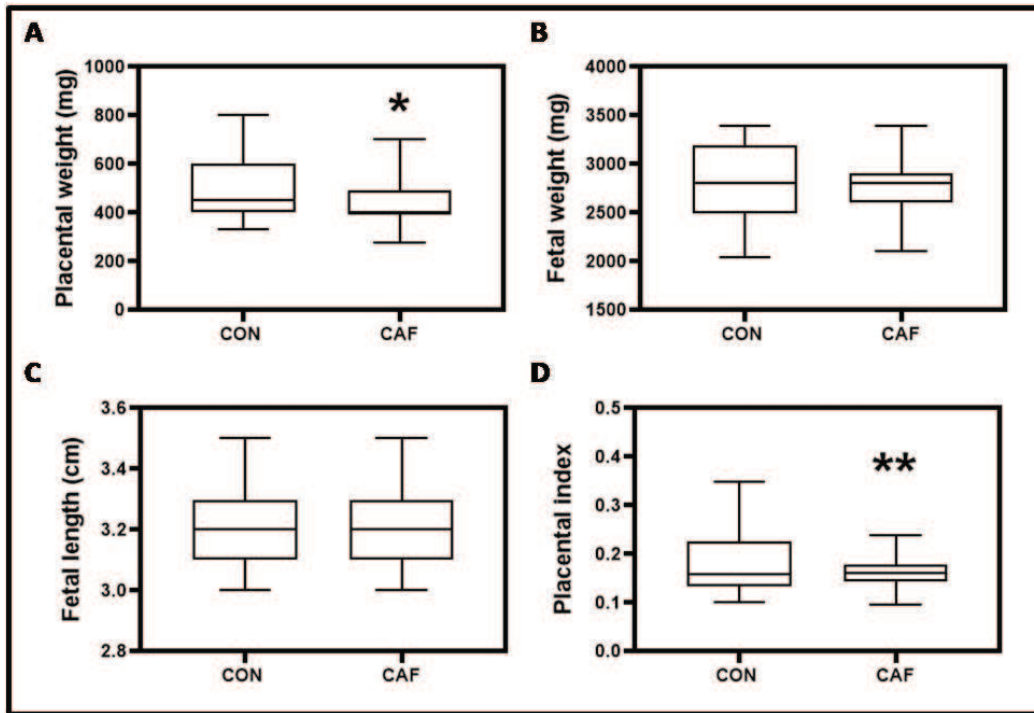 A
Placental weight (mg)
1000
800
600
400
200
0
*
CON
CAF
B
Fetal weight (mg)
4000
3500
3000
2500
2000
1500
CON
CAF
C
Fetal length (cm)
3.6
3.4
3.2
3.0
2.8
CON
CAF
D
Placental index
0.5
0.4
0.3
0.2
0.1
0.0
**
CON
CAF